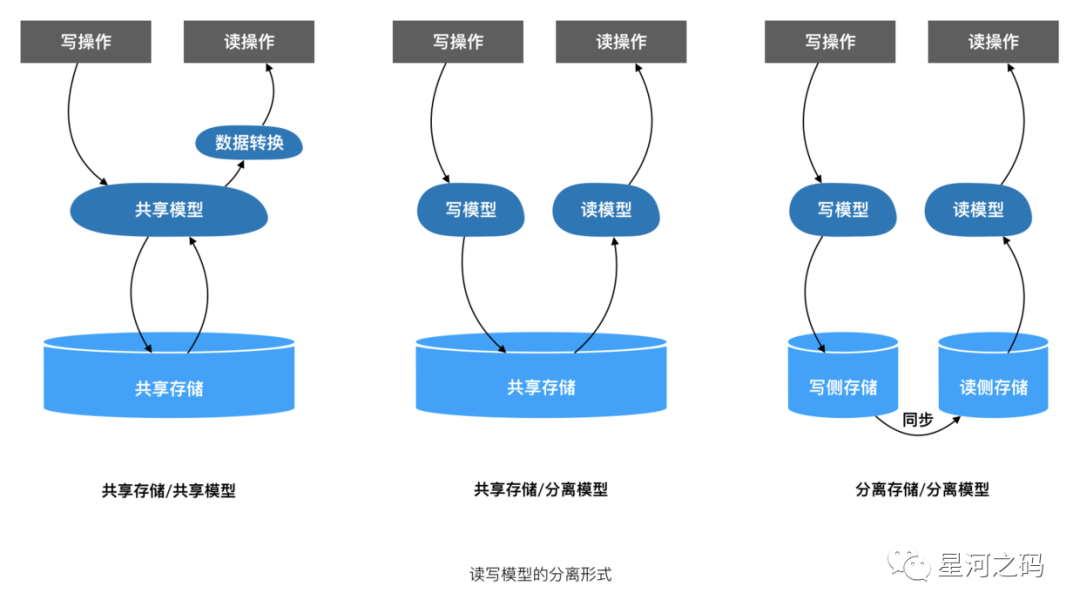 写操作
读操作
写操作
读操作
写操作
读操作
数据转换
共享模型
写模型
读模型
写模型
读模型
共享存储
共享存储
写侧存储
读侧存储
同步
共享存储/共享模型
共享存储/分离模型
分离存储/分离模型
读写模型的分离形式
星河之码